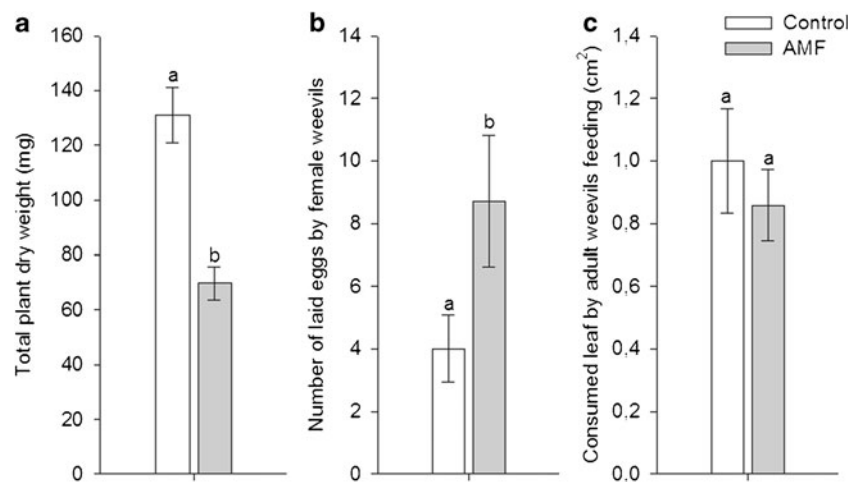 a
Total plant dry weight (mg)
160
140
120
100
80
60
40
20
0
a
b
b
Number of laid eggs by female weevils
14
12
10
8
6
4
2
0
a
b
c
Consumed leaf by adult weevils feeding (cm²)
1,4
1,2
1,0
0,8
0,6
0,4
0,2
0,0
a
a
Control
AMF